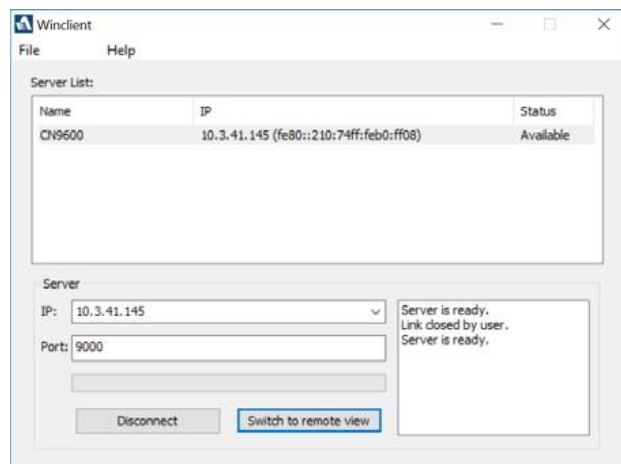 Winclient
File Help
Server List:
Name IP Status
CN9600 10.3.41.145 (fe80::210:74ff:feb0:ff08) Available
Server
IP: 10.3.41.145
Port: 9000
Server is ready.
Link closed by user.
Server is ready.
Disconnect Switch to remote view